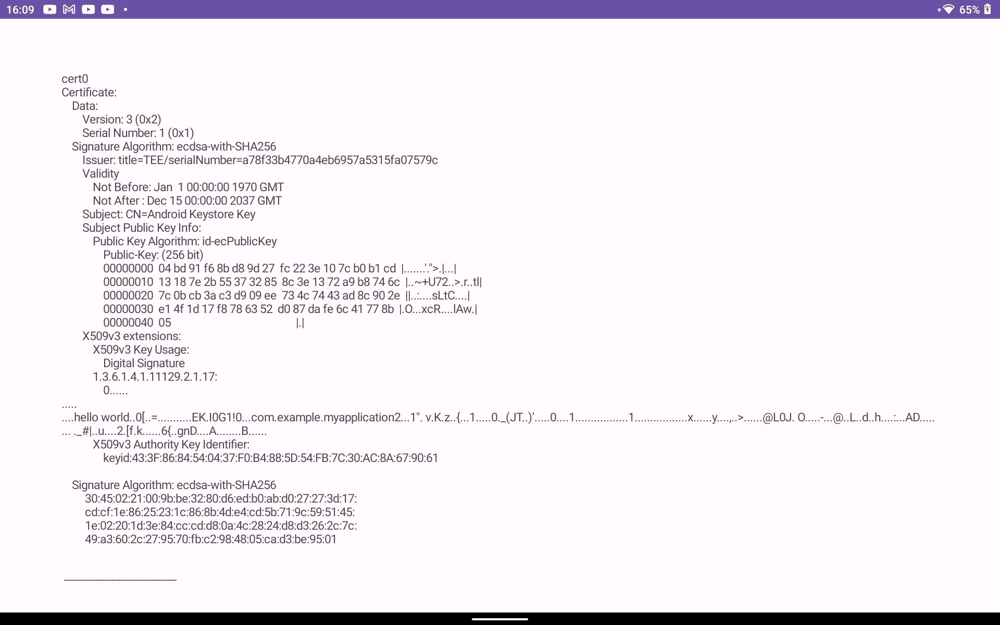 16:09
65%
cert0
Certificate:
Data:
Version: 3 (0x2)
Serial Number: 1 (0x1)
Signature Algorithm: ecdsa-with-SHA256
Issuer: title=TEE/serialNumber=a78f33b4770a4eb6957a5315fa07579c
Validity
Not Before: Jan  1 00:00:00 1970 GMT
Not After : Dec 15 00:00:00 2037 GMT
Subject: CN=Android Keystore Key
Subject Public Key Info:
Public Key Algorithm: id-ecPublicKey
Public-Key: (256 bit)
00000000  04 bd 91 f6 8b d8 9d 27  fc 22 3e 10 7c b0 b1 cd  |.......'.">.|...|
00000010  13 18 7e 2b 55 37 32 85  8c 3e 13 72 a9 b8 74 6c  |..~+U72..>.r..tl|
00000020  7c 0b cb 3a c3 d9 09 ee  73 4c 74 43 ad 8c 90 2e  ||..:....sLtC....|
00000030  e1 4f 1d 17 f8 78 63 52  d0 87 da fe 6c 41 77 8b  |.O...xcR....lAw.|
00000040  05  |.|
X509v3 extensions:
X509v3 Key Usage:
Digital Signature
1.3.6.1.4.1.11129.2.1.17:
0......
.....
....hello world..0[..=...........EK.I0G1!0...com.example.myapplication2...1". v.K.z..{...1.....0._(JT..)'.....0....1.................1.................x......y....,..>......@L0J. O.....-...@..L..d..h....:...AD.....
... ._#|..u....2.[f.k......6{..gnD....A........B......
X509v3 Authority Key Identifier:
keyid:43:3F:86:84:54:04:37:F0:B4:88:5D:54:FB:7C:30:AC:8A:67:90:61
Signature Algorithm: ecdsa-with-SHA256
30:45:02:21:00:9b:be:32:80:d6:ed:b0:ab:d0:27:27:3d:17:
cd:cf:1e:86:25:23:1c:86:8b:4d:e4:cd:5b:71:9c:59:51:45:
1e:02:20:1d:3e:84:cc:cd:d8:0a:4c:28:24:d8:d3:26:2c:7c:
49:a3:60:2c:27:95:70:fb:c2:98:48:05:ca:d3:be:95:01
------------------------------------